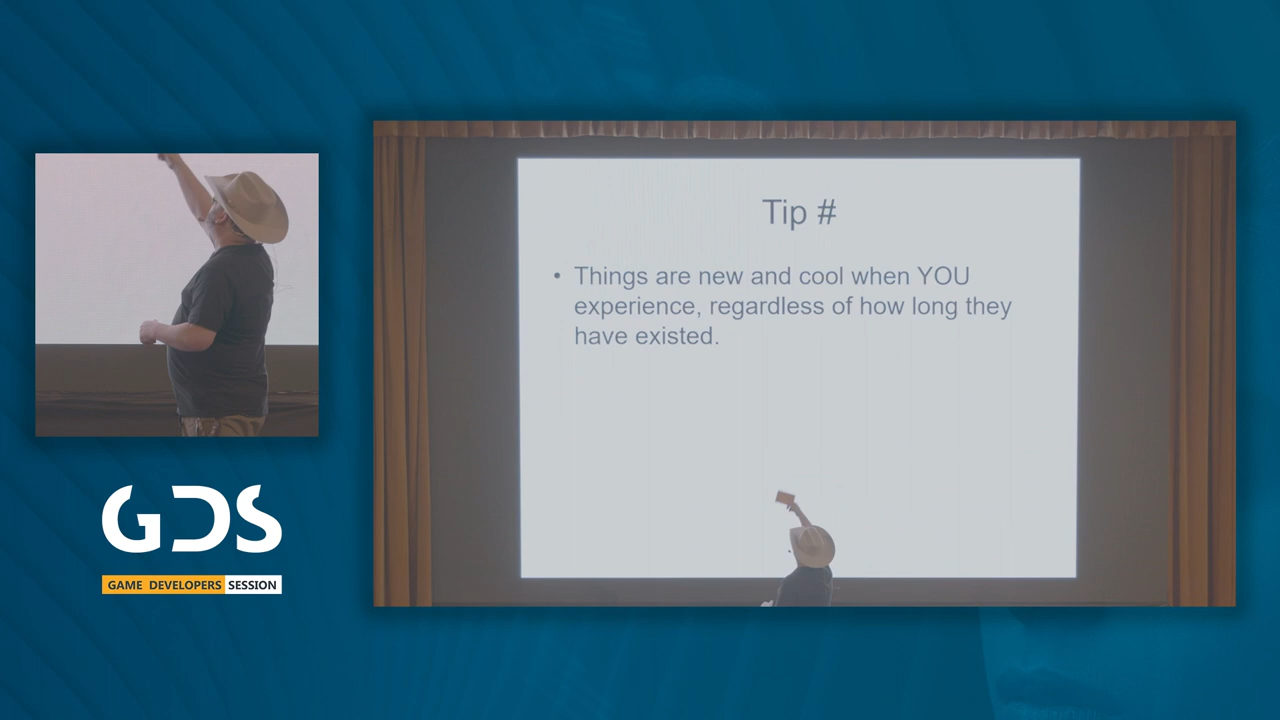 Tip #
• Things are new and cool when YOU
experience, regardless of how long they
have existed.
GDS
GAME DEVELOPERS SESSION